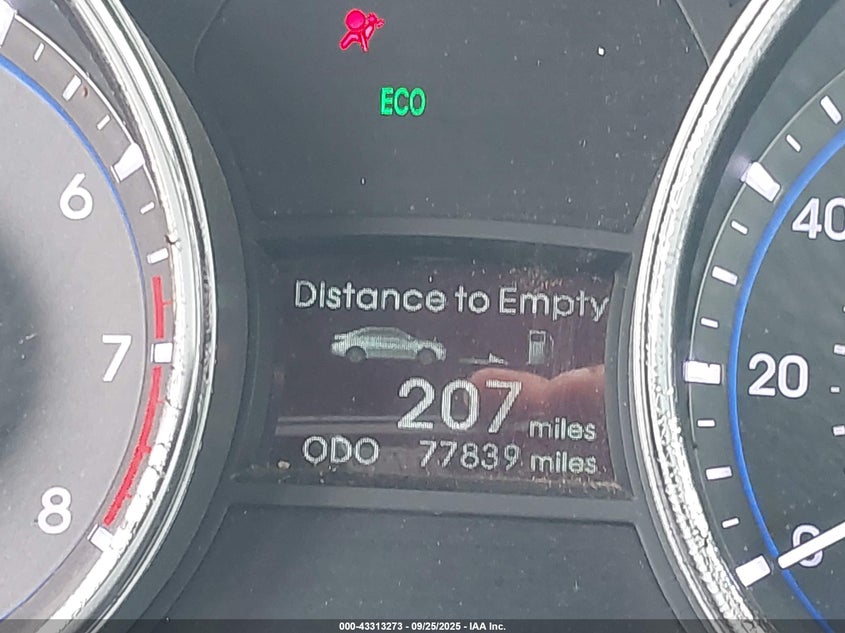 ECO
6
7
8
Distance to Empty
207 miles
ODO 77839 miles
40
20
0
000-43313273 - 09/25/2025 - IAA Inc.